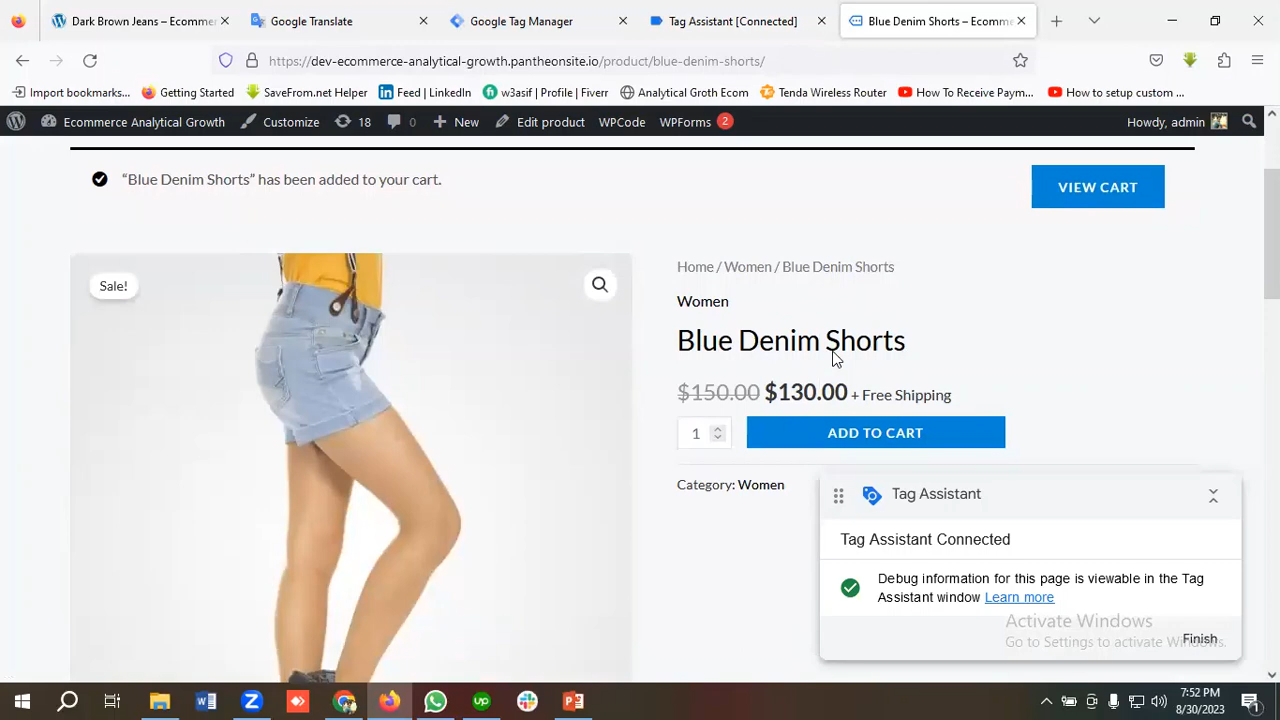 Dark Brown Jeans – Ecommer
Google Translate
Google Tag Manager
Tag Assistant [Connected]
Blue Denim Shorts – Ecomme
https://dev-ecommerce-analytical-growth.pantheonsite.io/product/blue-denim-shorts/
Import bookmarks...
Getting Started
SaveFrom.net Helper
Feed | LinkedIn
w3asif | Profile | Fiverr
Analytical Groth Ecom
Tenda Wireless Router
How To Receive Paym...
How to setup custom ...
Ecommerce Analytical Growth
Customize
18
0
New
Edit product
WPCode
WPForms 2
Howdy, admin
“Blue Denim Shorts” has been added to your cart.
VIEW CART
Sale!
Home / Women / Blue Denim Shorts
Women
Blue Denim Shorts
$150.00 $130.00 + Free Shipping
1
ADD TO CART
Category: Women
Tag Assistant
Tag Assistant Connected
Debug information for this page is viewable in the Tag
Assistant window Learn more
Activate Windows
Finish
Go to Settings to activate Windows.
7:52 PM
8/30/2023